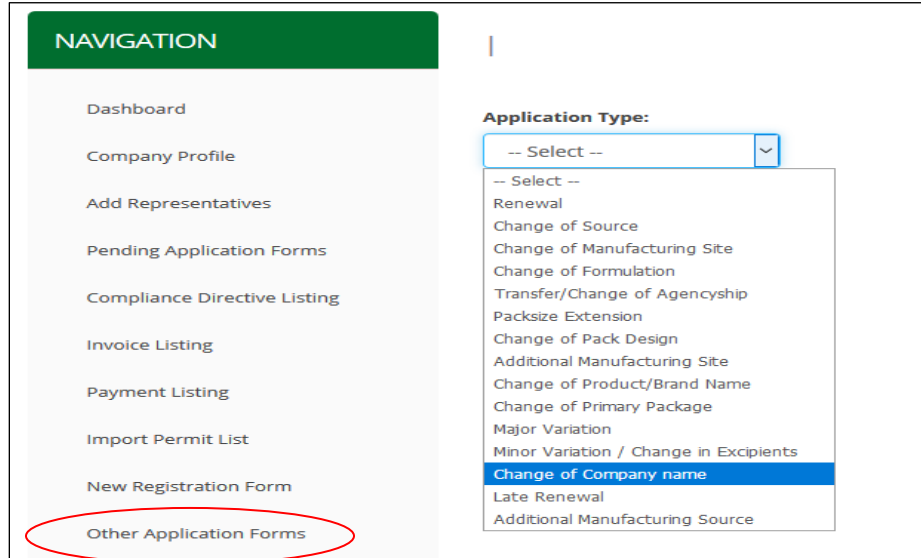 NAVIGATION
Dashboard
Company Profile
Add Representatives
Pending Application Forms
Compliance Directive Listing
Invoice Listing
Payment Listing
Import Permit List
New Registration Form
Other Application Forms
Application Type:
-- Select --
-- Select --
Renewal
Change of Source
Change of Manufacturing Site
Change of Formulation
Transfer/Change of Agencyship
Packsize Extension
Change of Pack Design
Additional Manufacturing Site
Change of Product/Brand Name
Change of Primary Package
Major Variation
Minor Variation / Change in Excipients
Change of Company name
Late Renewal
Additional Manufacturing Source